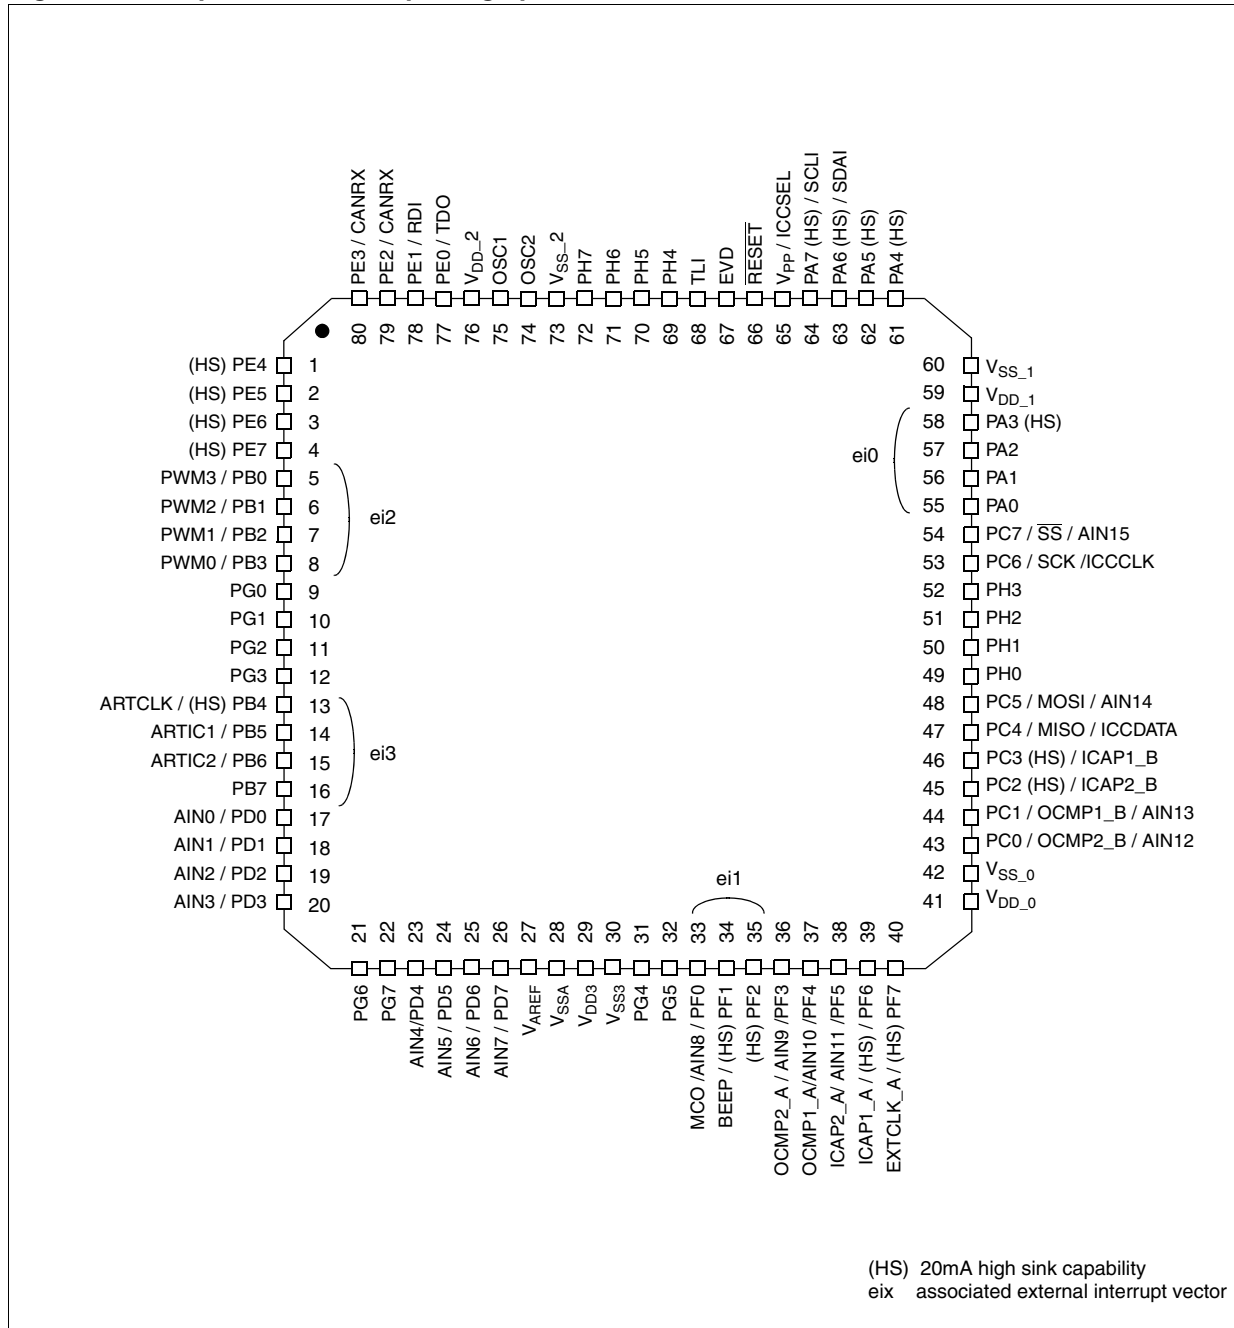 PE3 / CANRX
PE2 / CANRX
PE1 / RDI
PE0 / TDO
VDD_2
OSC1
OSC2
VSS_2
PH7
PH6
PH5
PH4
TLI
EVD
RESET
VPP / ICCSEL
PA7 (HS) / SCLI
PA6 (HS) / SDAI
PA5 (HS)
PA4 (HS)
80 79 78 77 76 75 74 73 72 71 70 69 68 67 66 65 64 63 62 61
(HS) PE4 1
(HS) PE5 2
(HS) PE6 3
(HS) PE7 4
PWM3 / PB0 5
PWM2 / PB1 6
PWM1 / PB2 7
PWM0 / PB3 8
ei2
PG0 9
PG1 10
PG2 11
PG3 12
ARTCLK / (HS) PB4 13
ARTIC1 / PB5 14
ARTIC2 / PB6 15
PB7 16
ei3
AIN0 / PD0 17
AIN1 / PD1 18
AIN2 / PD2 19
AIN3 / PD3 20
60 VSS_1
59 VDD_1
58 PA3 (HS)
57 PA2
56 PA1
55 PA0
ei0
54 PC7 / SS / AIN15
53 PC6 / SCK /ICCCLK
52 PH3
51 PH2
50 PH1
49 PH0
48 PC5 / MOSI / AIN14
47 PC4 / MISO / ICCDATA
46 PC3 (HS) / ICAP1_B
45 PC2 (HS) / ICAP2_B
44 PC1 / OCMP1_B / AIN13
43 PC0 / OCMP2_B / AIN12
42 VSS_0
41 VDD_0
ei1
21 22 23 24 25 26 27 28 29 30 31 32 33 34 35 36 37 38 39 40
PG6
PG7
AIN4/PD4
AIN5 / PD5
AIN6 / PD6
AIN7 / PD7
VAREF
VSSA
VDD3
VSS3
PG4
PG5
MCO /AIN8 / PF0
BEEP / (HS) PF1
(HS) PF2
OCMP2_A / AIN9 /PF3
OCMP1_A/AIN10 /PF4
ICAP2_A/ AIN11 /PF5
ICAP1_A / (HS) / PF6
EXTCLK_A / (HS) PF7
(HS) 20mA high sink capability
eix associated external interrupt vector